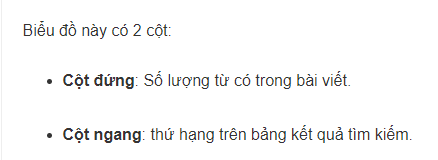 Biểu đồ này có 2 cột:
Cột đứng: Số lượng từ có trong bài viết.
Cột ngang: thứ hạng trên bảng kết quả tìm kiếm.